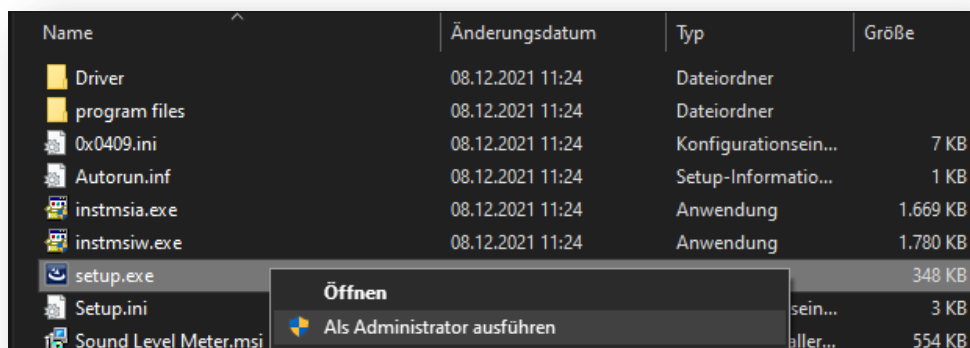 Name Änderungsdatum Typ Größe
Driver 08.12.2021 11:24 Dateiordner
program files 08.12.2021 11:24 Dateiordner
0x0409.ini 08.12.2021 11:24 Konfigurationsein... 7 KB
Autorun.inf 08.12.2021 11:24 Setup-Informatio... 1 KB
instmsia.exe 08.12.2021 11:24 Anwendung 1.669 KB
instmsiw.exe 08.12.2021 11:24 Anwendung 1.780 KB
setup.exe 348 KB
Öffnen
Setup.ini sein... 3 KB
Als Administrator ausführen
Sound Level Meter.msi aller... 554 KB